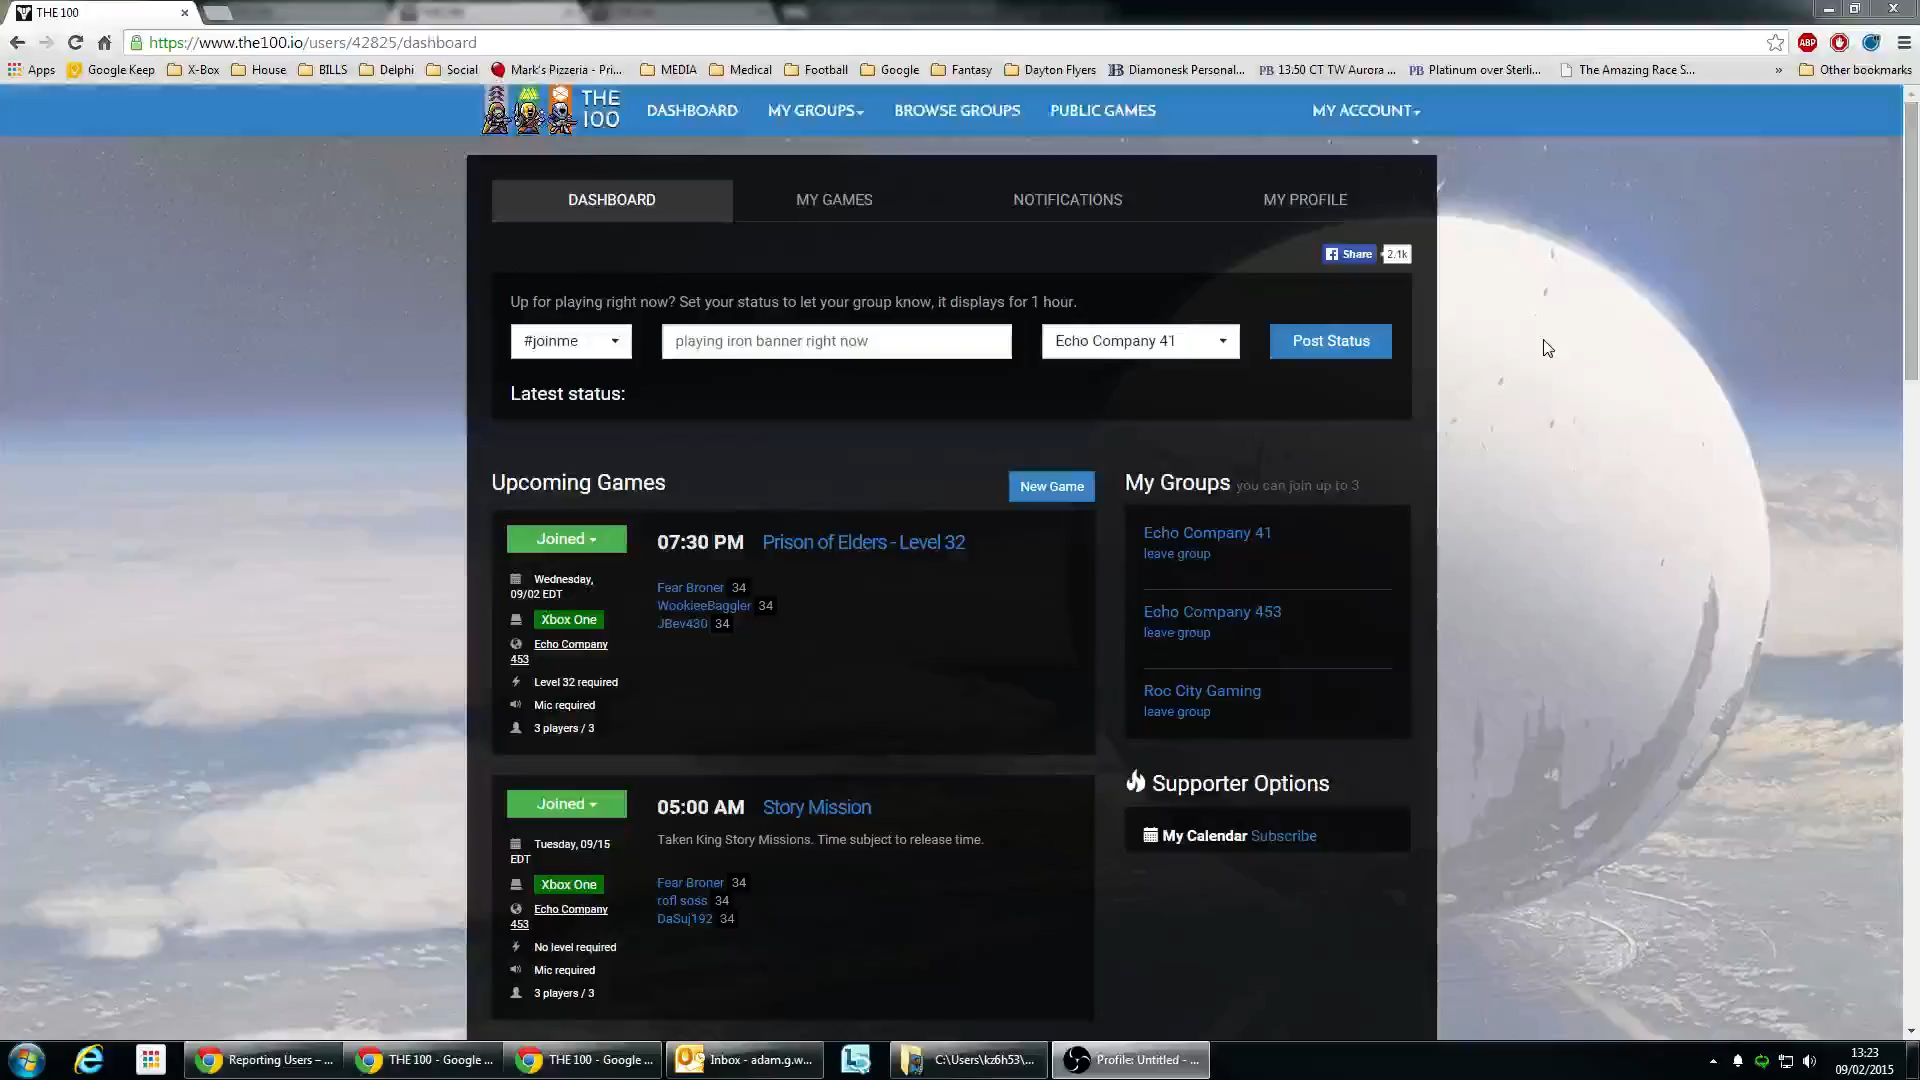 THE 100
https://www.the100.io/users/42825/dashboard
Apps Google Keep X-Box House BILLS Delphi Social Mark's Pizzeria - Pri... MEDIA Medical Football Google Fantasy Dayton Flyers Diamonesk Personal... PB 13:50 CT TW Aurora ... PB Platinum over Sterli... The Amazing Race S... » Other bookmarks
THE 100 DASHBOARD MY GROUPS BROWSE GROUPS PUBLIC GAMES MY ACCOUNT
DASHBOARD MY GAMES NOTIFICATIONS MY PROFILE
Share 2.1k
Up for playing right now? Set your status to let your group know, it displays for 1 hour.
#joinme playing iron banner right now Echo Company 41 Post Status
Latest status:
Upcoming Games New Game
Joined 07:30 PM Prison of Elders - Level 32
Wednesday,
09/02 EDT
Xbox One
Echo Company
453
Level 32 required
Mic required
3 players / 3
Fear Broner 34
WookieeBaggler 34
JBev430 34
Joined 05:00 AM Story Mission
Taken King Story Missions. Time subject to release time.
Tuesday, 09/15
EDT
Xbox One
Echo Company
453
No level required
Mic required
3 players / 3
Fear Broner 34
rofl soss 34
DaSuj192 34
My Groups you can join up to 3
Echo Company 41
leave group
Echo Company 453
leave group
Roc City Gaming
leave group
Supporter Options
My Calendar Subscribe
Reporting Users – ... THE 100 - Google ... THE 100 - Google ... Inbox - adam.g.w... C:\Users\kz6h53\... Profile: Untitled - ...
13:23
09/02/2015